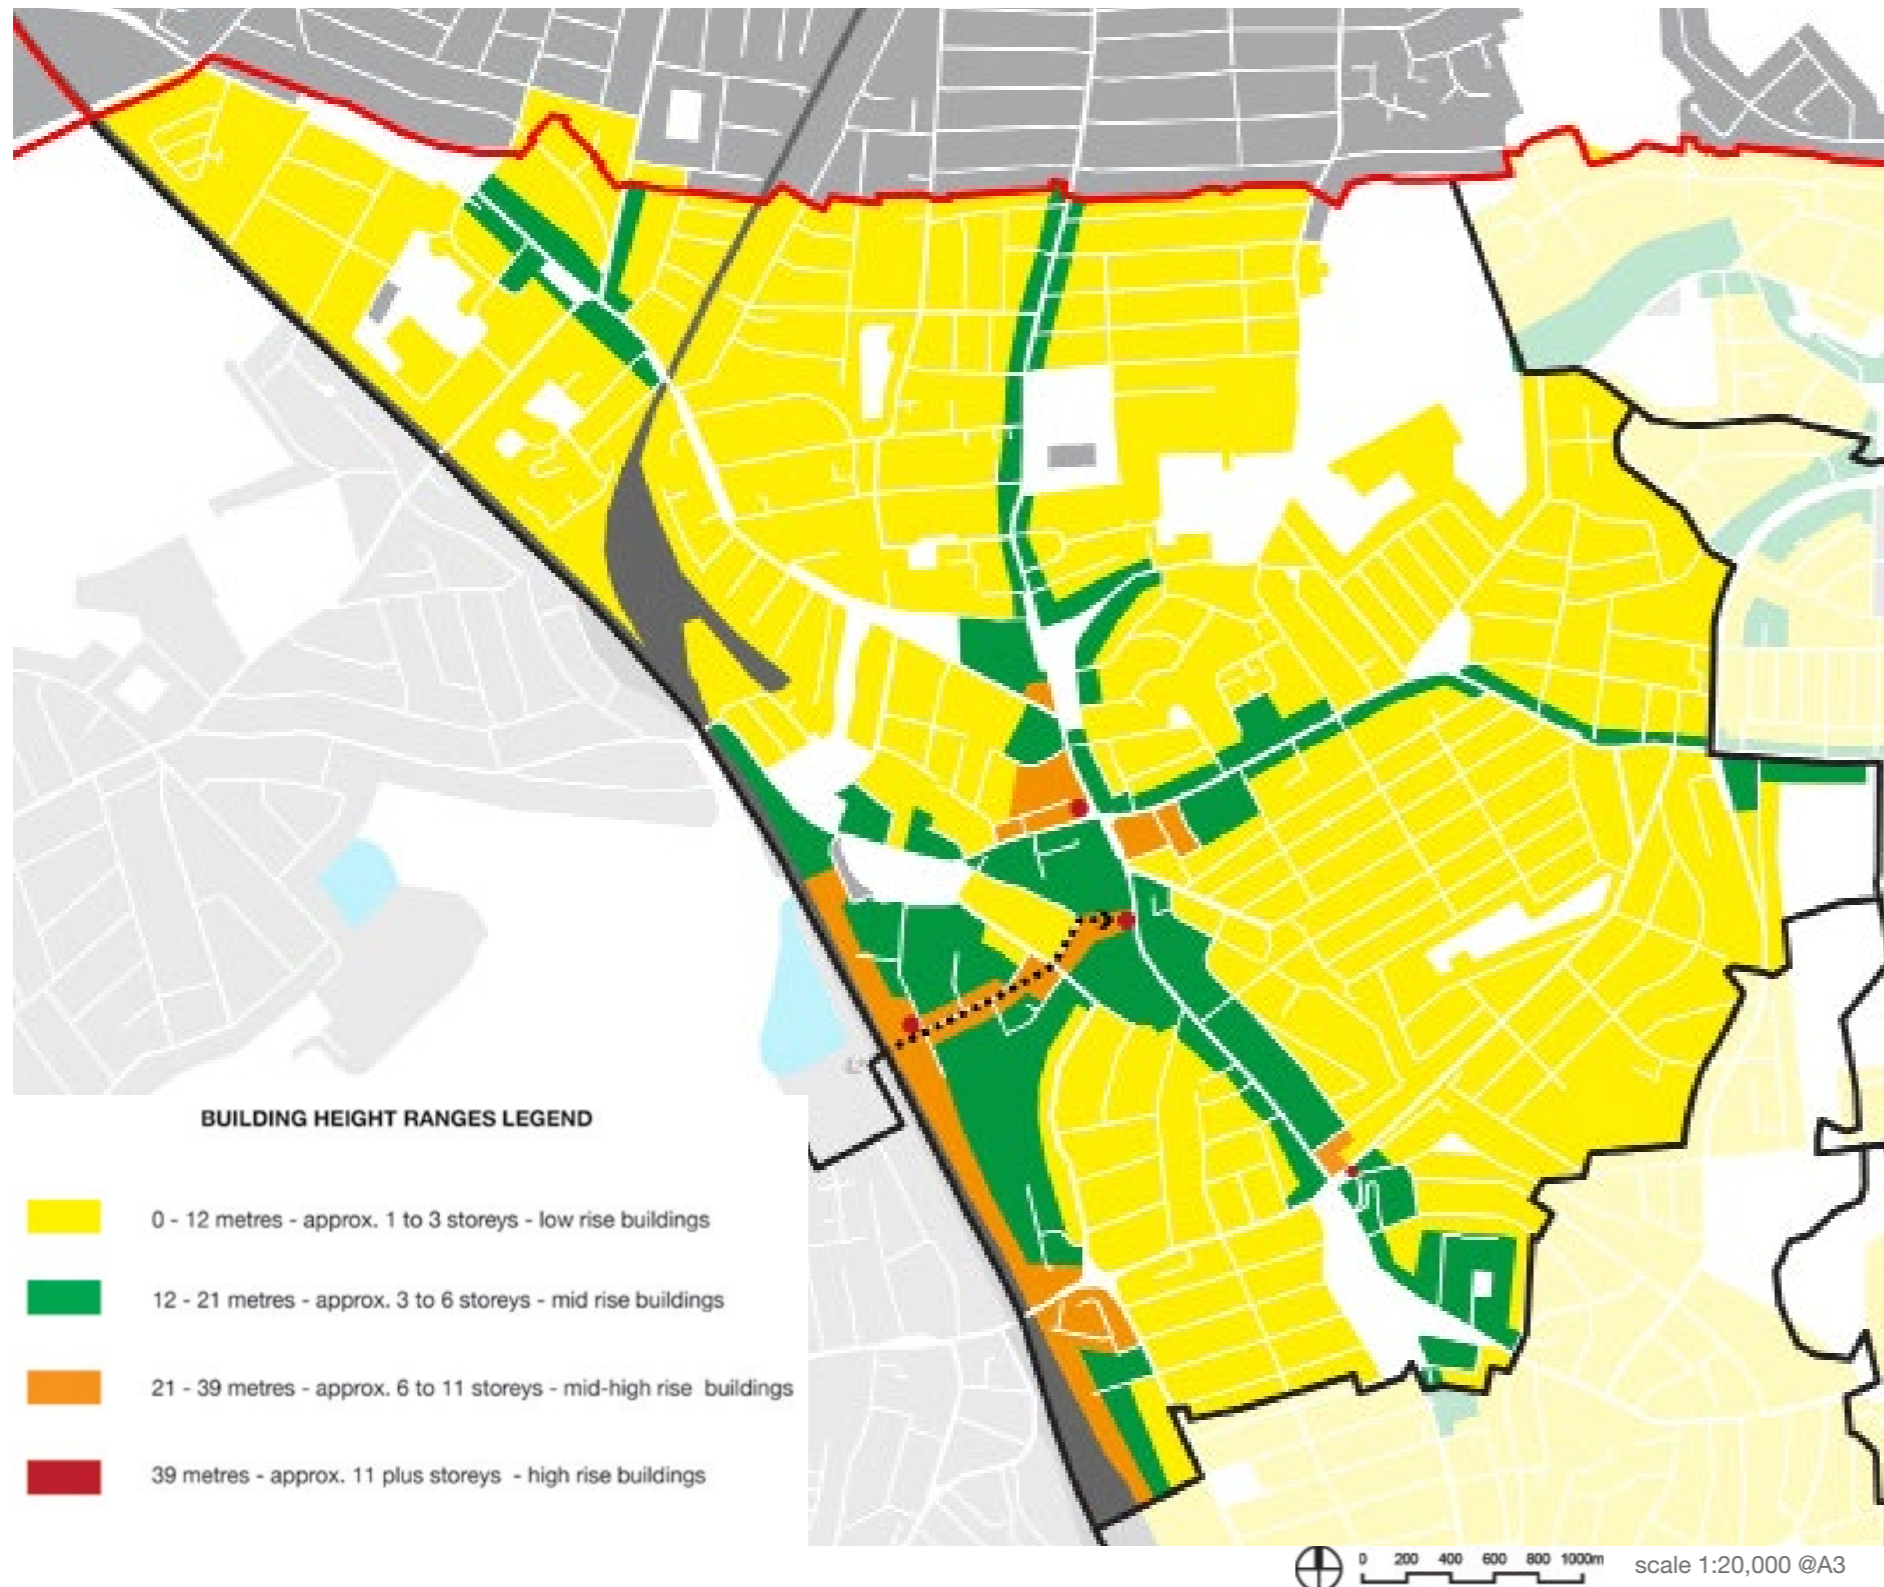 BUILDING HEIGHT RANGES LEGEND
0 - 12 metres - approx. 1 to 3 storeys - low rise buildings
12 - 21 metres - approx. 3 to 6 storeys - mid rise buildings
21 - 39 metres - approx. 6 to 11 storeys - mid-high rise buildings
39 metres - approx. 11 plus storeys - high rise buildings
0 200 400 600 800 1000m scale 1:20,000 @A3